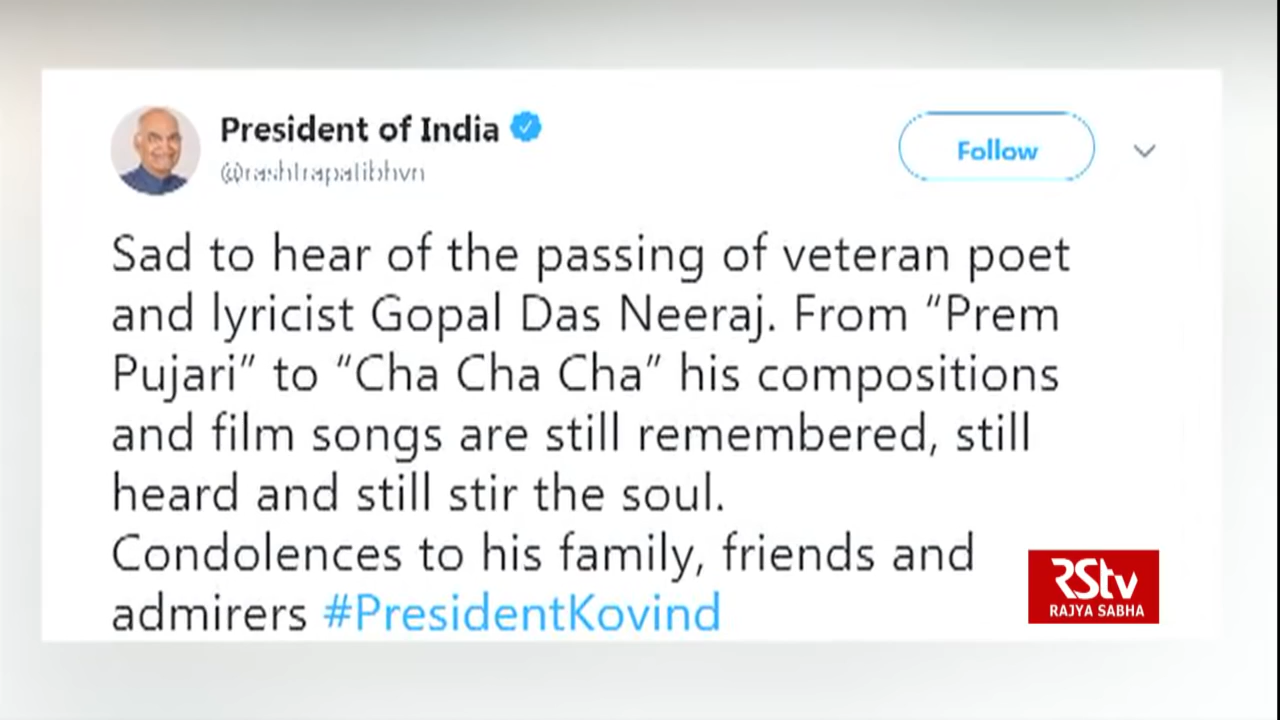 President of India
@rashtrapatibhvn
Follow
Sad to hear of the passing of veteran poet
and lyricist Gopal Das Neeraj. From “Prem
Pujari” to “Cha Cha Cha” his compositions
and film songs are still remembered, still
heard and still stir the soul.
Condolences to his family, friends and
admirers #PresidentKovind
RStv
RAJYA SABHA